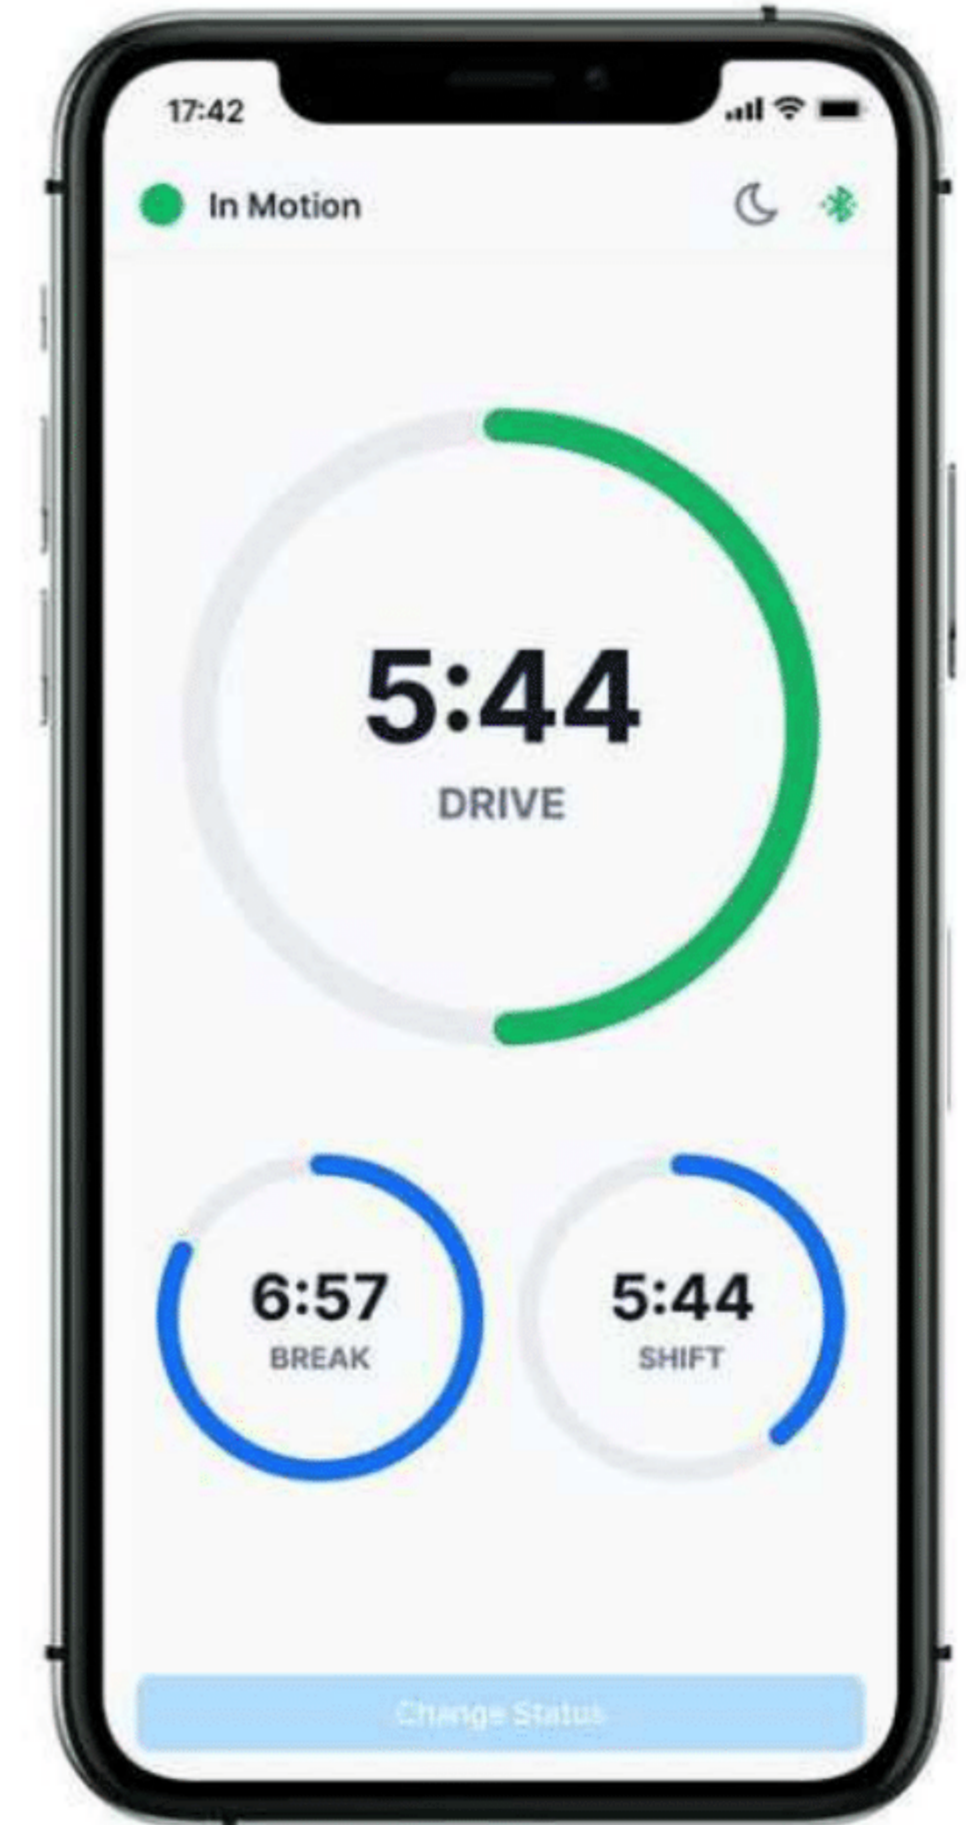 17:42
In Motion
5:44
DRIVE
6:57
BREAK
5:44
SHIFT
Change Status